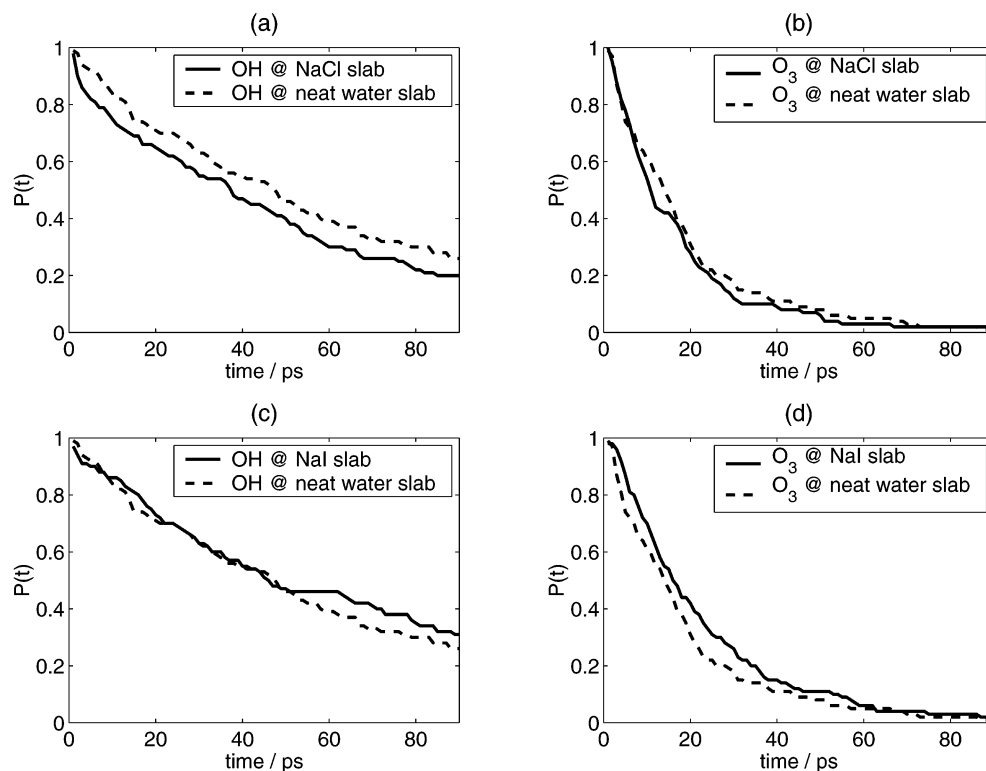 (a)
P(t)
1
0.8
0.6
0.4
0.2
0
OH @ NaCl slab
OH @ neat water slab
0 20 40 60 80
time / ps
(b)
P(t)
1
0.8
0.6
0.4
0.2
0
O3 @ NaCl slab
O3 @ neat water slab
0 20 40 60 80
time / ps
(c)
P(t)
1
0.8
0.6
0.4
0.2
0
OH @ NaI slab
OH @ neat water slab
0 20 40 60 80
time / ps
(d)
P(t)
1
0.8
0.6
0.4
0.2
0
O3 @ NaI slab
O3 @ neat water slab
0 20 40 60 80
time / ps